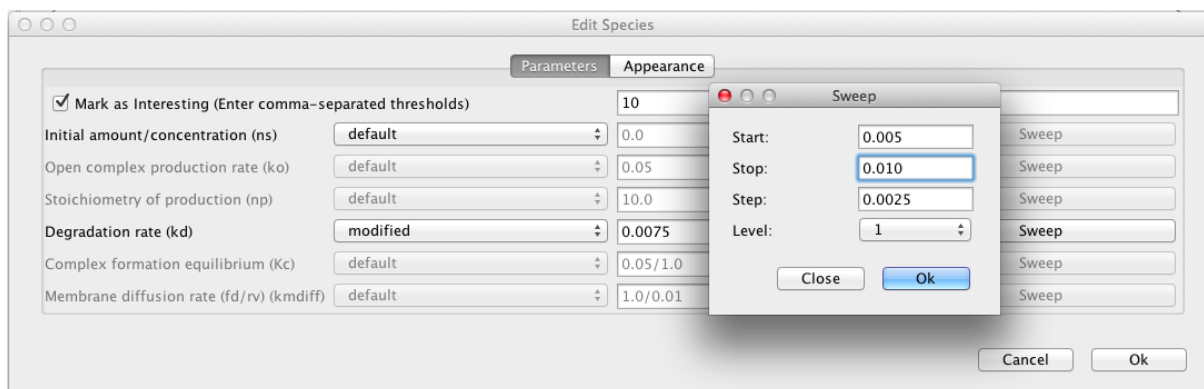 Edit Species
Parameters Appearance
Mark as Interesting (Enter comma-separated thresholds) 10
Initial amount/concentration (ns) default 0.0 Sweep
Open complex production rate (ko) default 0.05 Sweep
Stoichiometry of production (np) default 10.0 Sweep
Degradation rate (kd) modified 0.0075 Sweep
Complex formation equilibrium (Kc) default 0.05/1.0 Sweep
Membrane diffusion rate (fd/rv) (kmdiff) default 1.0/0.01 Sweep
Cancel Ok
Sweep
Start: 0.005
Stop: 0.010
Step: 0.0025
Level: 1
Close Ok